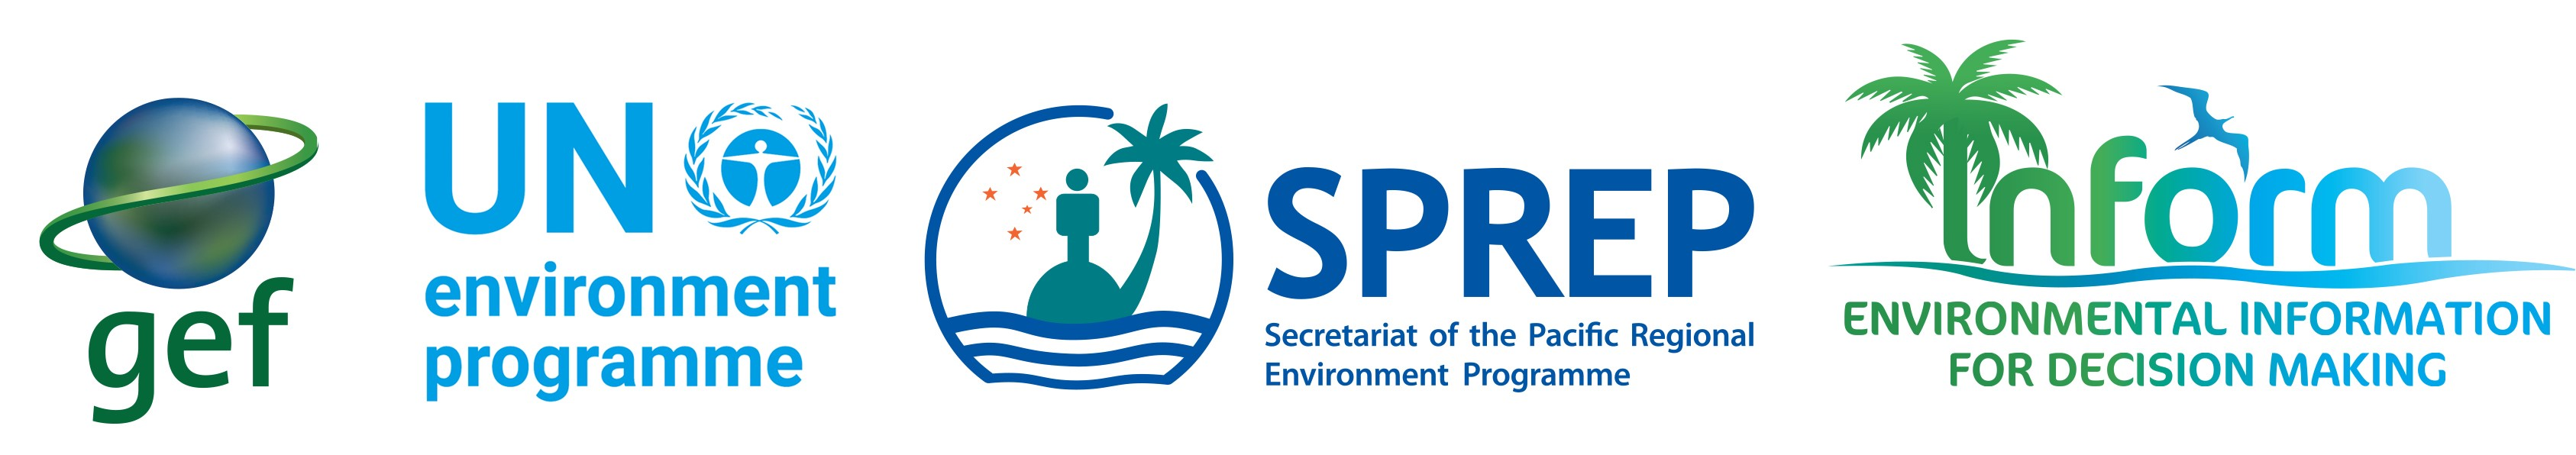 gef
UN
environment
programme
SPREP
Secretariat of the Pacific Regional
Environment Programme
Inform
ENVIRONMENTAL INFORMATION
FOR DECISION MAKING